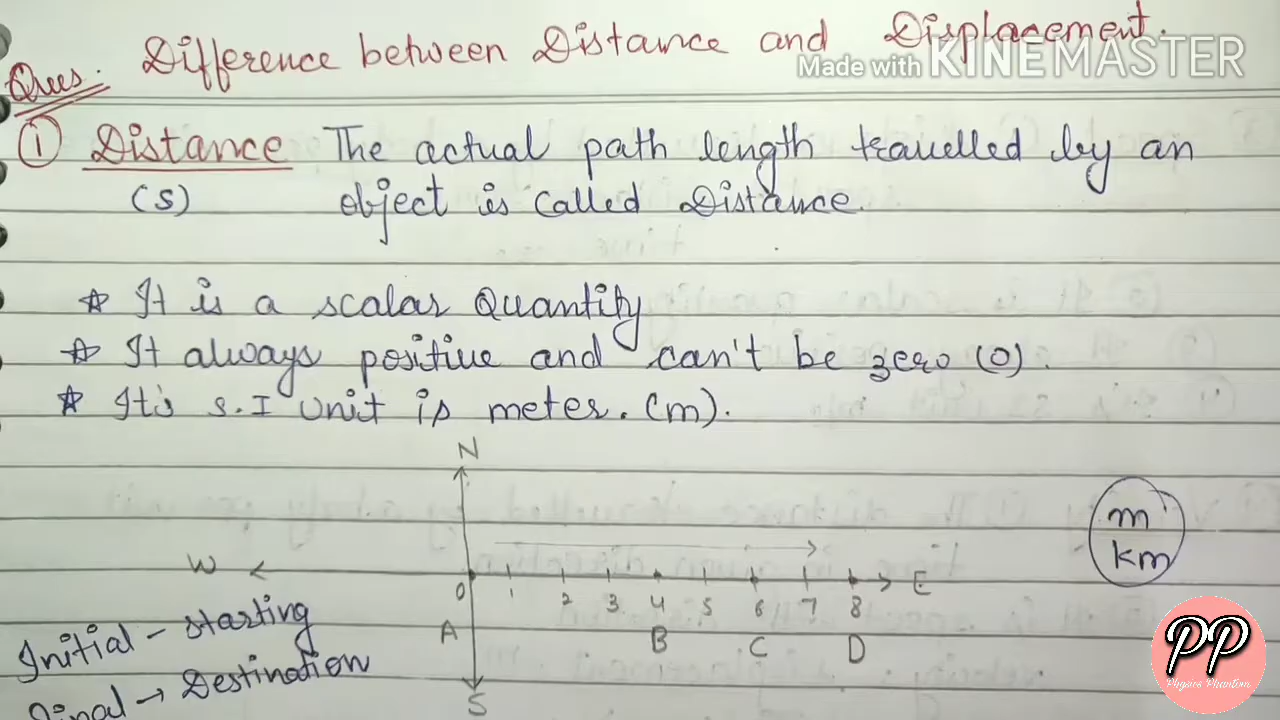 Difference between Distance and Displacement.
Made with KINEMASTER
Ques.
① Distance The actual path length travelled by an
(S) object is called Distance.
☆ It is a scalar Quantity
☆ It always positive and can't be zero (0).
☆ It's S.I Unit is meter. (m).
N
m
km
W E
0 1 2 3 4 5 6 7 8
A B C D
Initial - Starting
Final → Destination
S
PP
Physics Phantom